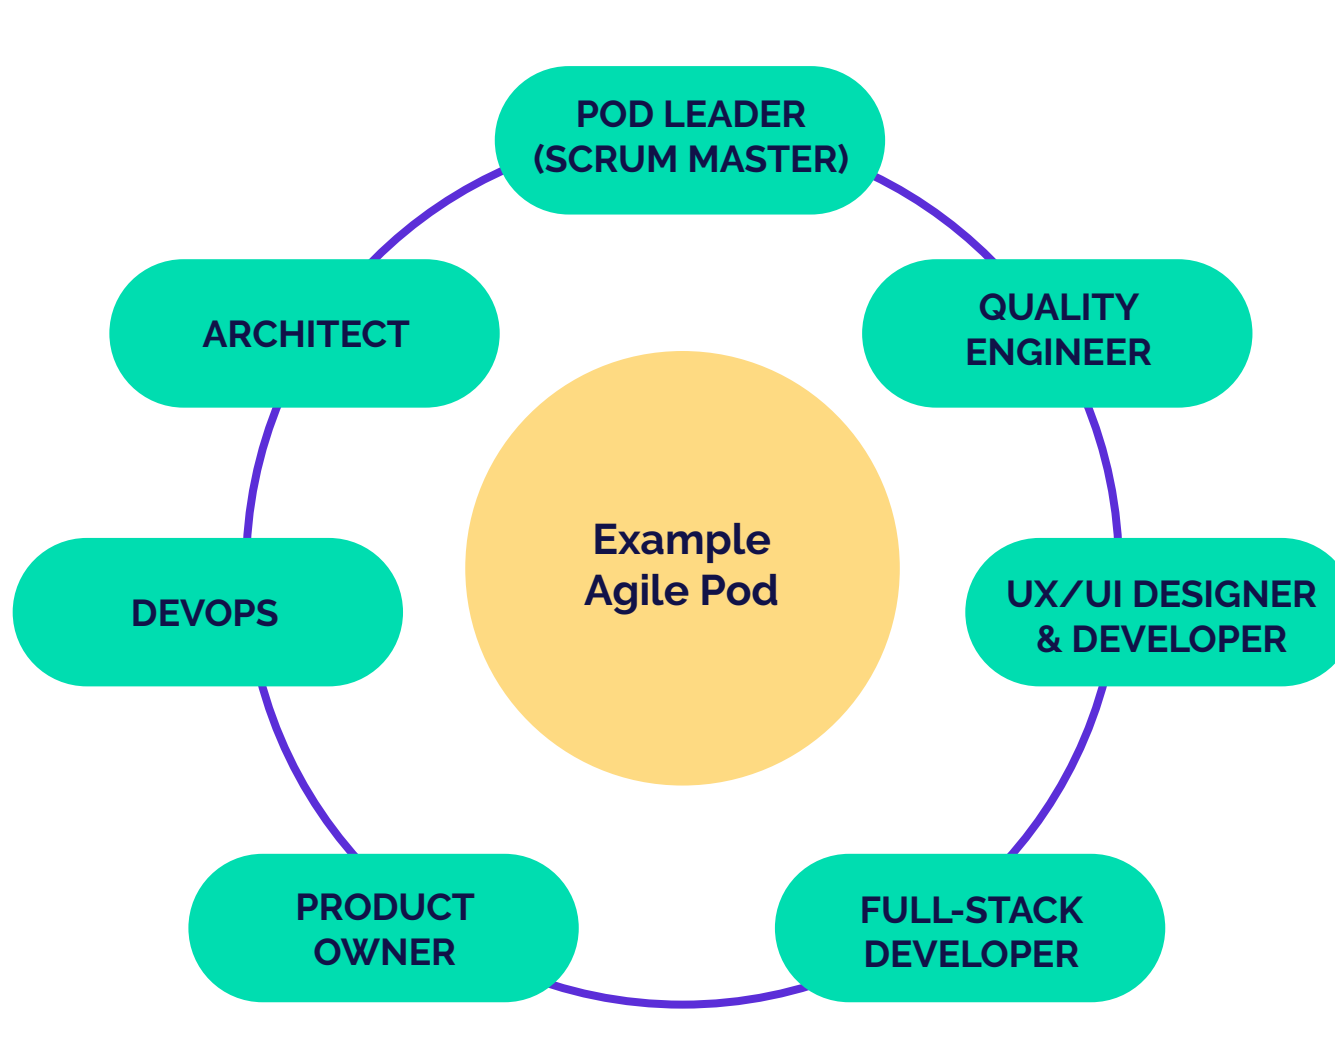 POD LEADER
(SCRUM MASTER)
ARCHITECT
QUALITY
ENGINEER
Example
Agile Pod
DEVOPS
UX/UI DESIGNER
& DEVELOPER
PRODUCT
OWNER
FULL-STACK
DEVELOPER